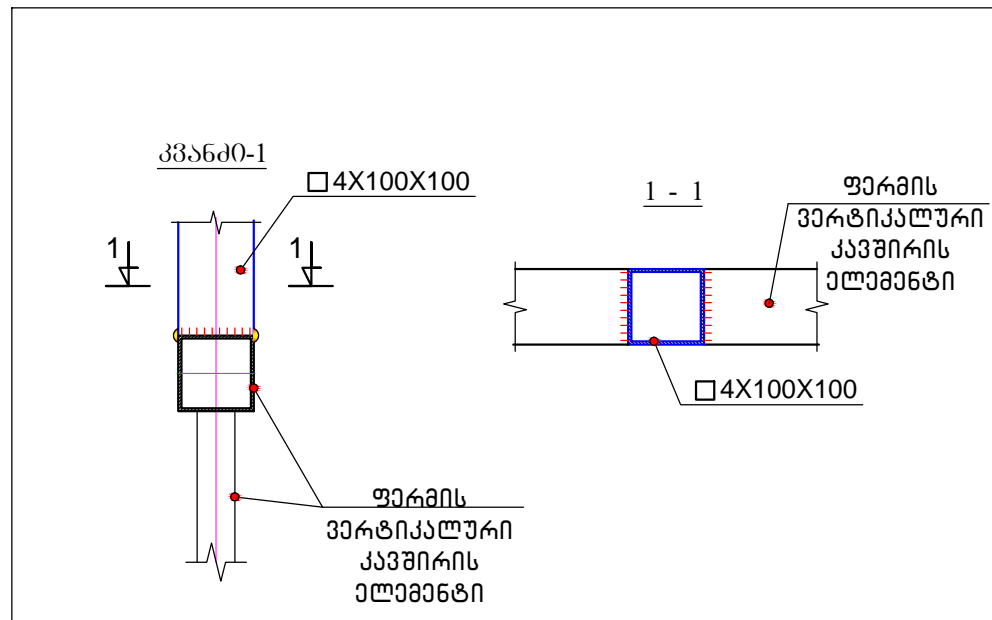 კვანძი-1
4X100X100
1 1
ფერმის
ვერტიკალური
კავშირის
ელემენტი
1 - 1
ფერმის
ვერტიკალური
კავშირის
ელემენტი
4X100X100